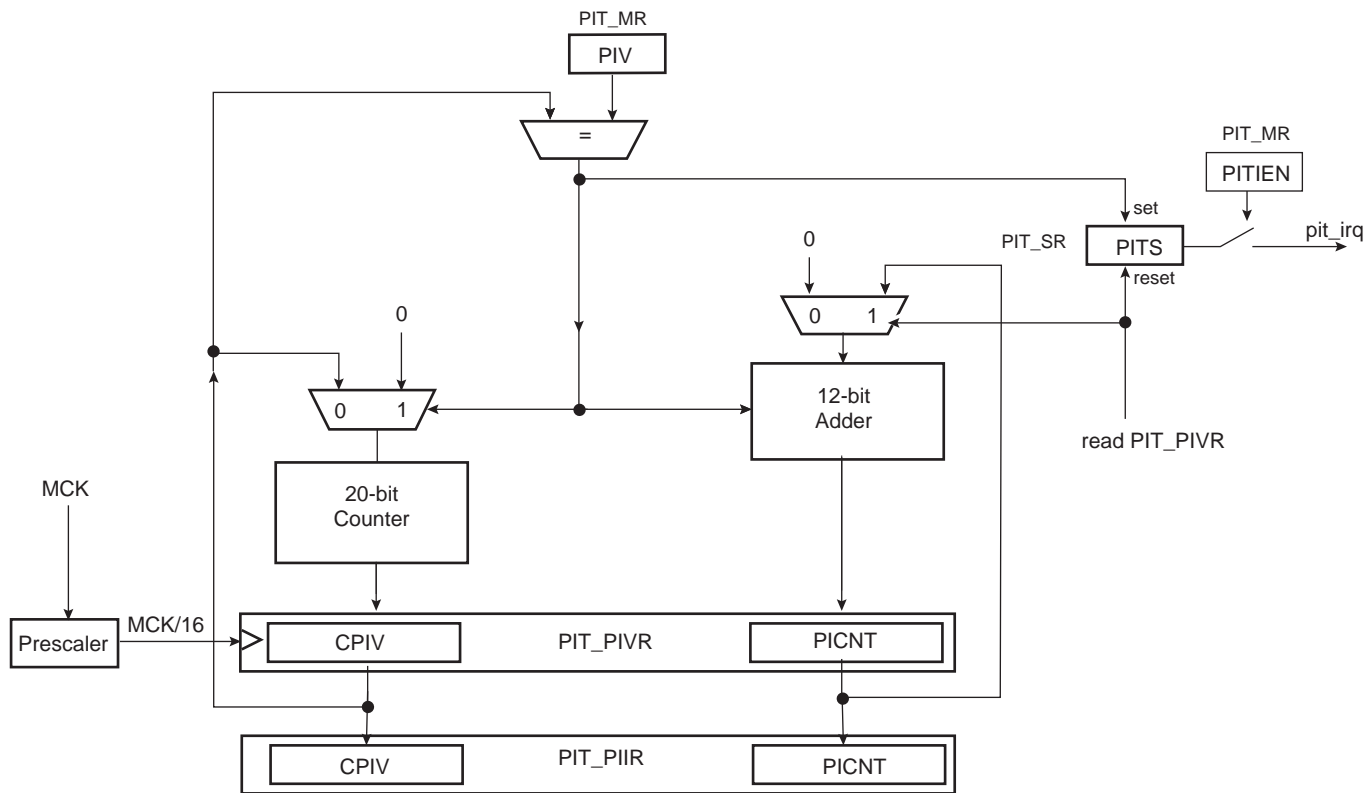 PIT_MR
PIV
=
PIT_MR
PITIEN
set
PIT_SR
PITS
pit_irq
reset
0
0 1
0
0 1
12-bit
Adder
read PIT_PIVR
20-bit
Counter
MCK
MCK/16
Prescaler
CPIV
PIT_PIVR
PICNT
CPIV
PIT_PIIR
PICNT